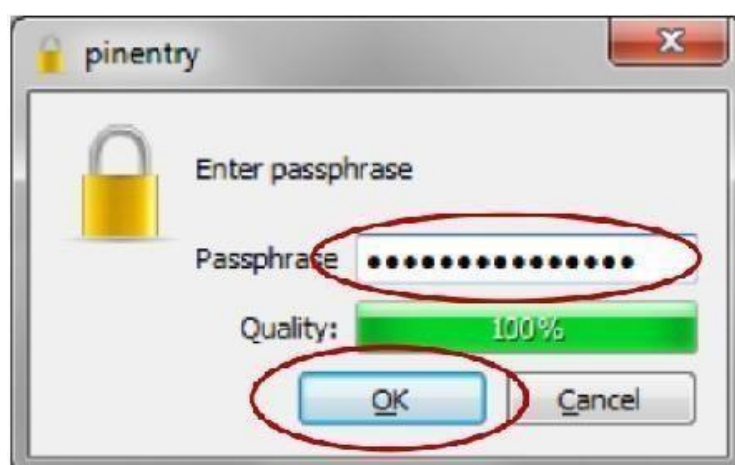 pinentry
Enter passphrase
Passphrase ●●●●●●●●●●●●●●●
Quality: 100%
OK Cancel